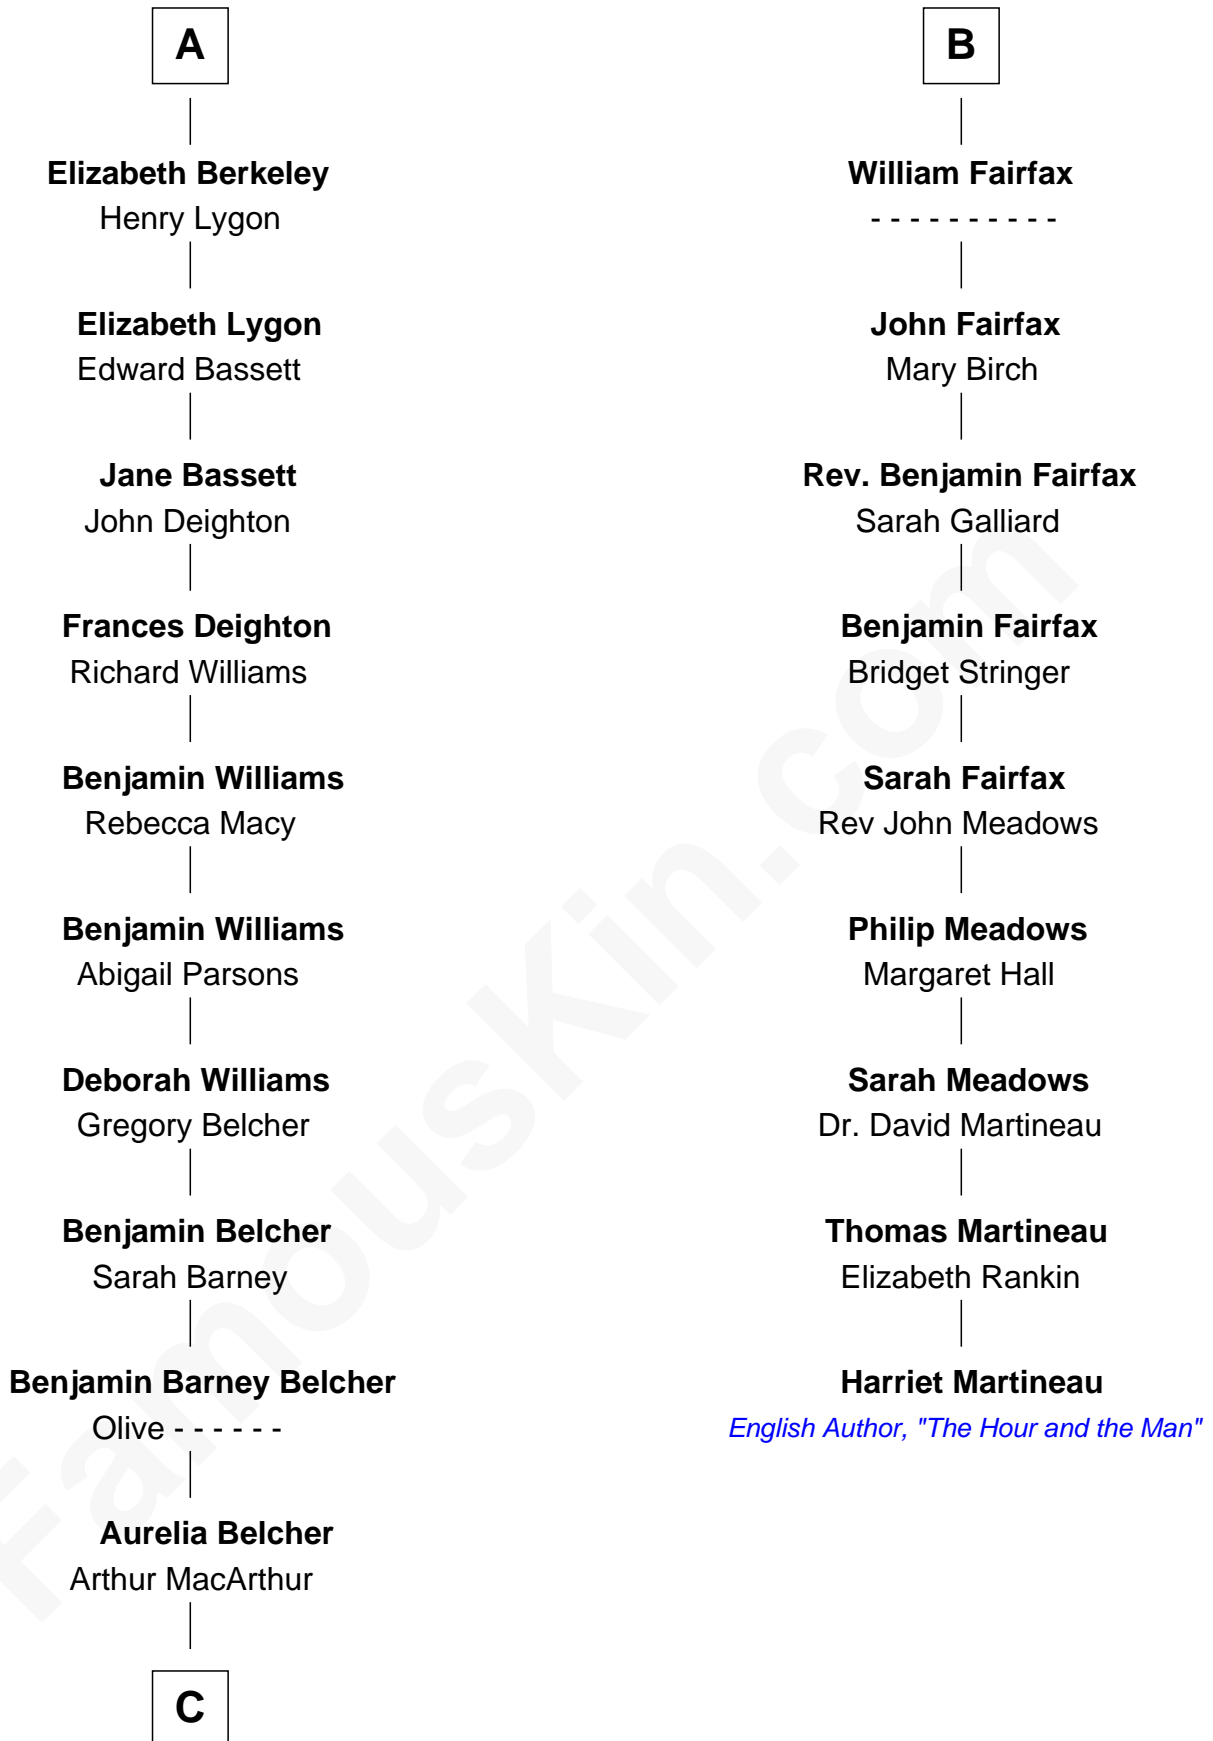 A
Elizabeth Berkeley
Henry Lygon
Elizabeth Lygon
Edward Bassett
Jane Bassett
John Deighton
Frances Deighton
Richard Williams
Benjamin Williams
Rebecca Macy
Benjamin Williams
Abigail Parsons
Deborah Williams
Gregory Belcher
Benjamin Belcher
Sarah Barney
Benjamin Barney Belcher
Olive - - - - - -
Aurelia Belcher
Arthur MacArthur
C
B
William Fairfax
- - - - - - - - - -
John Fairfax
Mary Birch
Rev. Benjamin Fairfax
Sarah Galliard
Benjamin Fairfax
Bridget Stringer
Sarah Fairfax
Rev John Meadows
Philip Meadows
Margaret Hall
Sarah Meadows
Dr. David Martineau
Thomas Martineau
Elizabeth Rankin
Harriet Martineau
English Author, "The Hour and the Man"
FamousKin.com